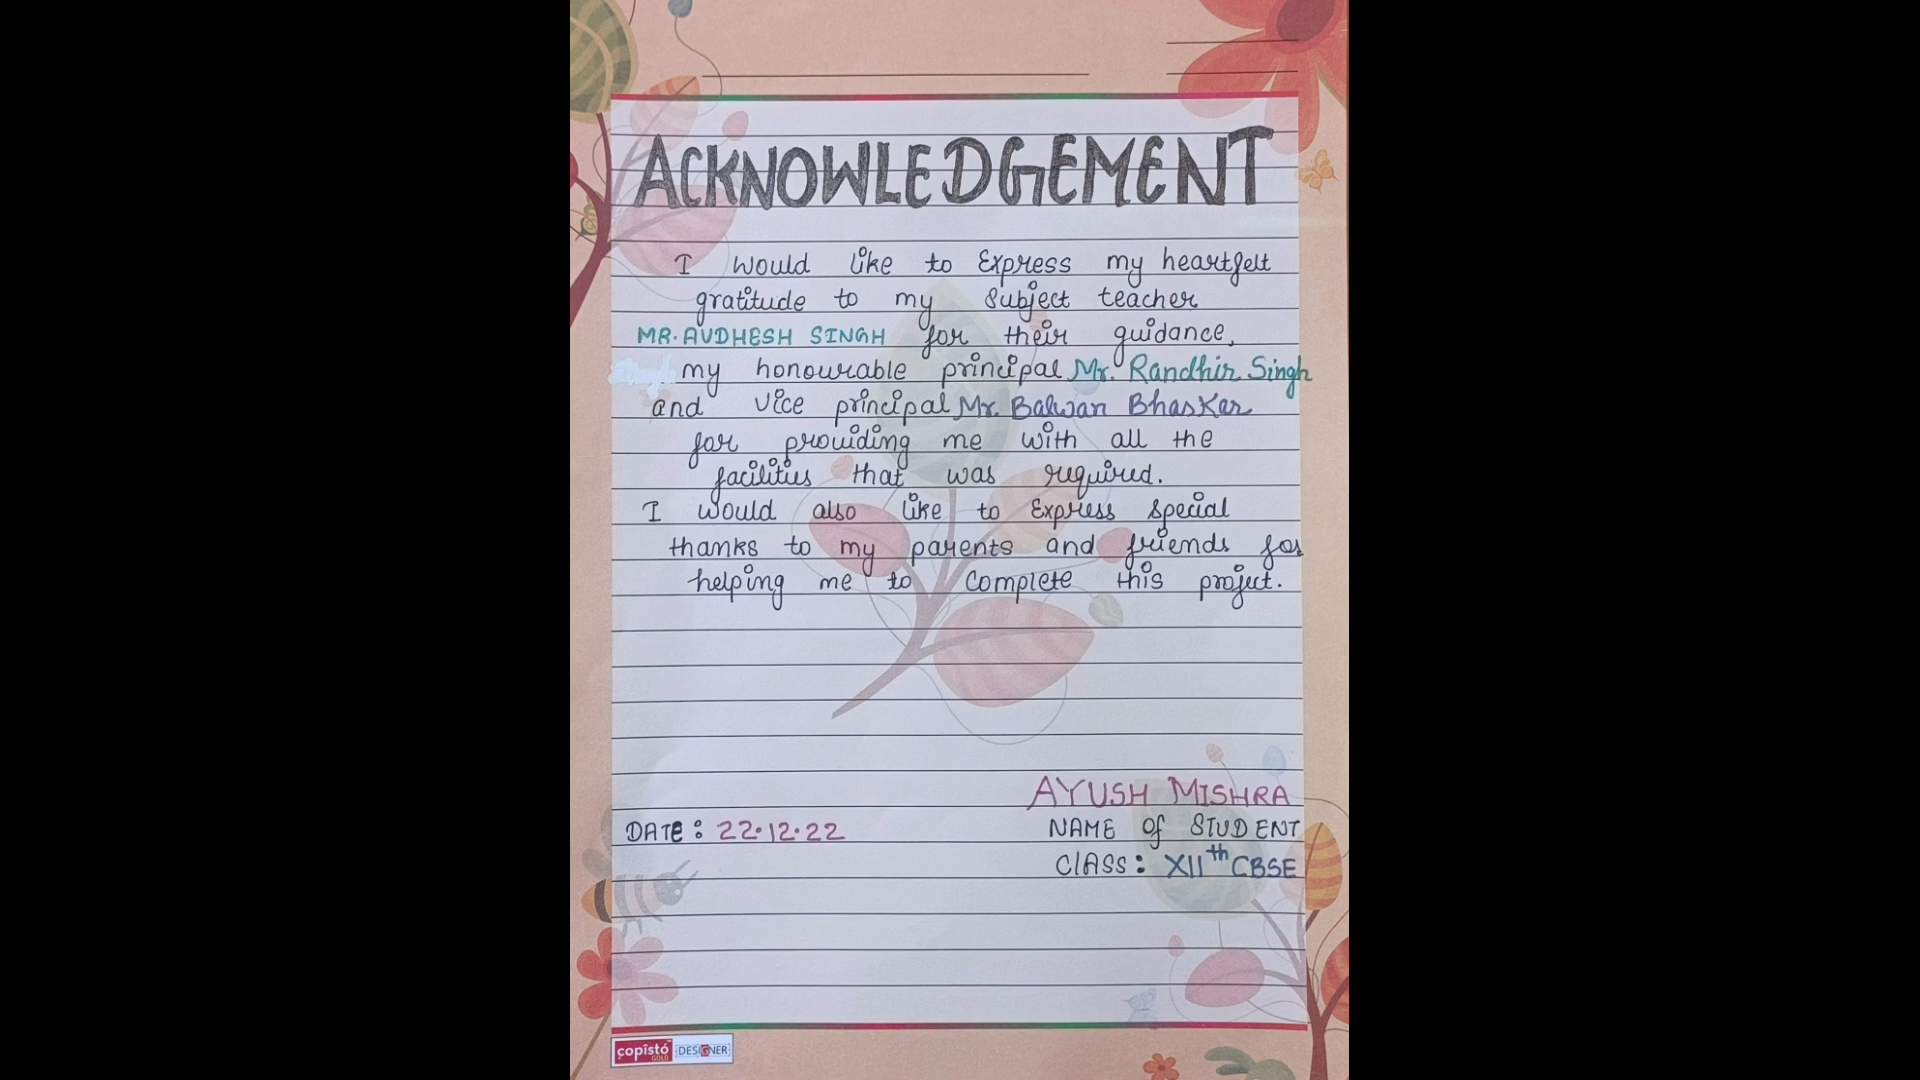 ACKNOWLEDGEMENT
I would like to Express my heartfelt
gratitude to my subject teacher
MR. AVDHESH SINGH for their guidance,
my honourable principal Mr. Randhir Singh
and vice principal Mr. Balwan Bhaskar
for providing me with all the
facilities that was required.
I would also like to Express special
thanks to my parents and friends for
helping me to complete this project.
AYUSH MISHRA
DATE: 22.12.22 NAME of STUDENT
ClASS: XIIth CBSE
copisto GOLD DESIGNER